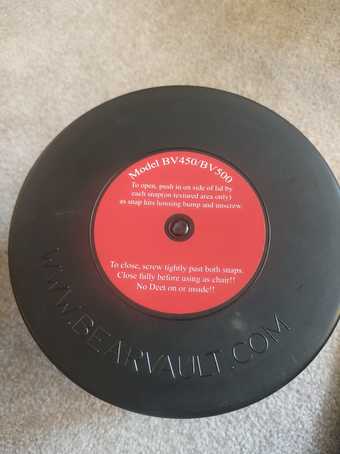 Model BV450/BV500
To open, push in on side of lid by
each snap(on textured area only)
as snap hits housing bump and unscrew.
To close, screw tightly past both snaps.
Close fully before using as chair!!
No Deet on or inside!!
WWW.BEARVAULT.COM